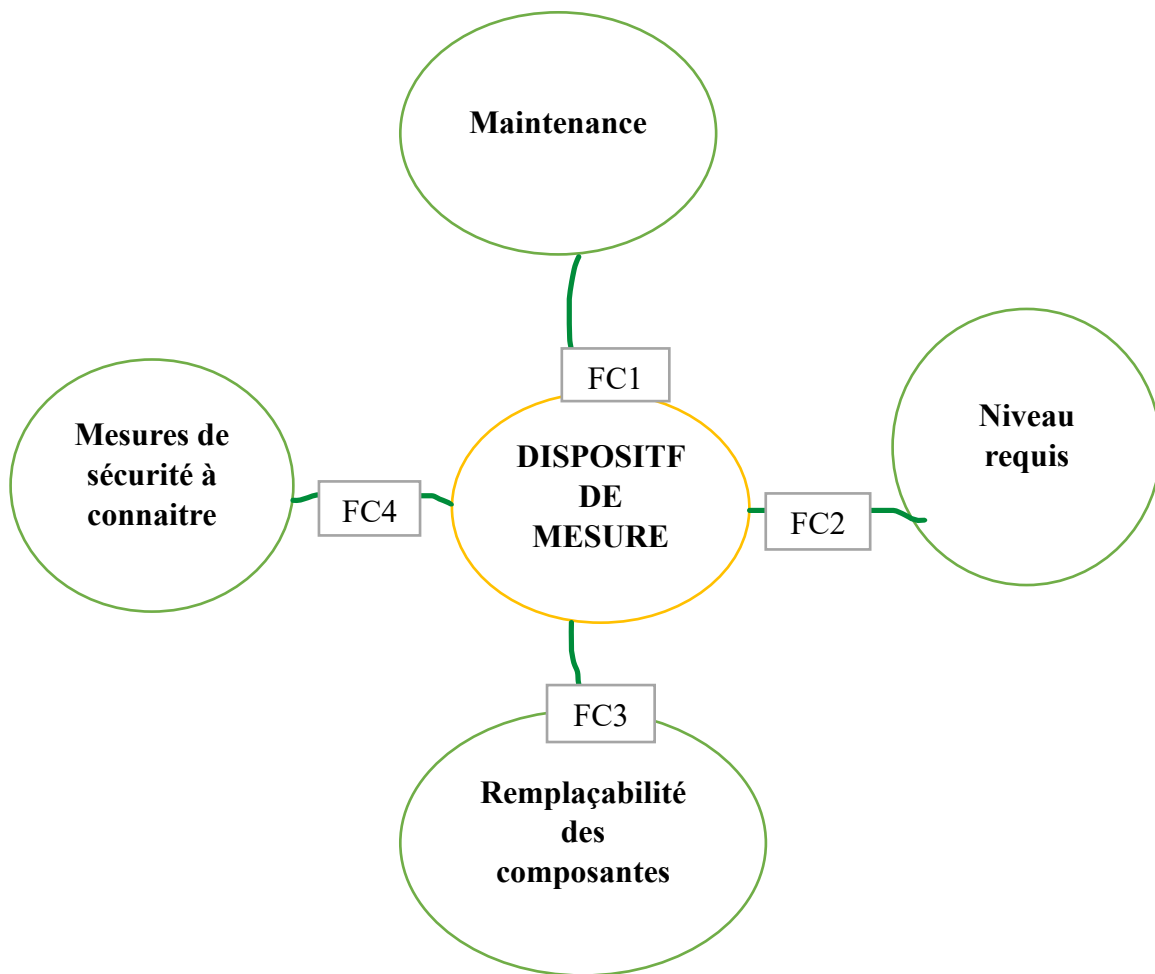 Maintenance
FC1
Mesures de
sécurité à
connaitre
FC4
DISPOSITF
DE
MESURE
FC2
Niveau
requis
FC3
Remplaçabilité
des
composantes